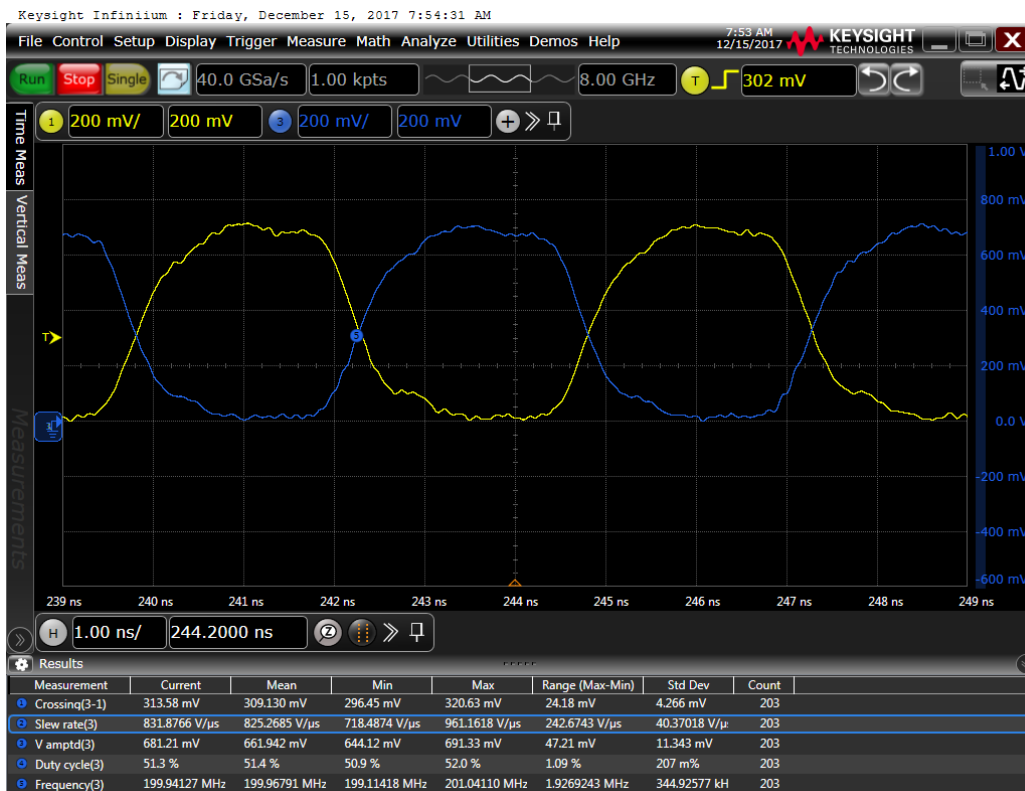 Keysight Infiniium : Friday, December 15, 2017 7:54:31 AM
File Control Setup Display Trigger Measure Math Analyze Utilities Demos Help
7:53 AM
12/15/2017
KEYSIGHT
TECHNOLOGIES
Run Stop Single 40.0 GSa/s 1.00 kpts 8.00 GHz T 302 mV
1 200 mV/ 200 mV 3 200 mV/ 200 mV
Time Meas
Vertical Meas
Measurements
1.00 V
800 mV
600 mV
400 mV
T
5
200 mV
0.0 V
-200 mV
-400 mV
-600 mV
239 ns 240 ns 241 ns 242 ns 243 ns 244 ns 245 ns 246 ns 247 ns 248 ns 249 ns
H 1.00 ns/ 244.2000 ns Z
Results
Measurement Current Mean Min Max Range (Max-Min) Std Dev Count
1 Crossing(3-1) 313.58 mV 309.130 mV 296.45 mV 320.63 mV 24.18 mV 4.266 mV 203
2 Slew rate(3) 831.8766 V/µs 825.2685 V/µs 718.4874 V/µs 961.1618 V/µs 242.6743 V/µs 40.37018 V/µ 203
3 V amptd(3) 681.21 mV 661.942 mV 644.12 mV 691.33 mV 47.21 mV 11.343 mV 203
4 Duty cycle(3) 51.3 % 51.4 % 50.9 % 52.0 % 1.09 % 207 m% 203
5 Frequency(3) 199.94127 MHz 199.96791 MHz 199.11418 MHz 201.04110 MHz 1.9269243 MHz 344.92577 kH 203